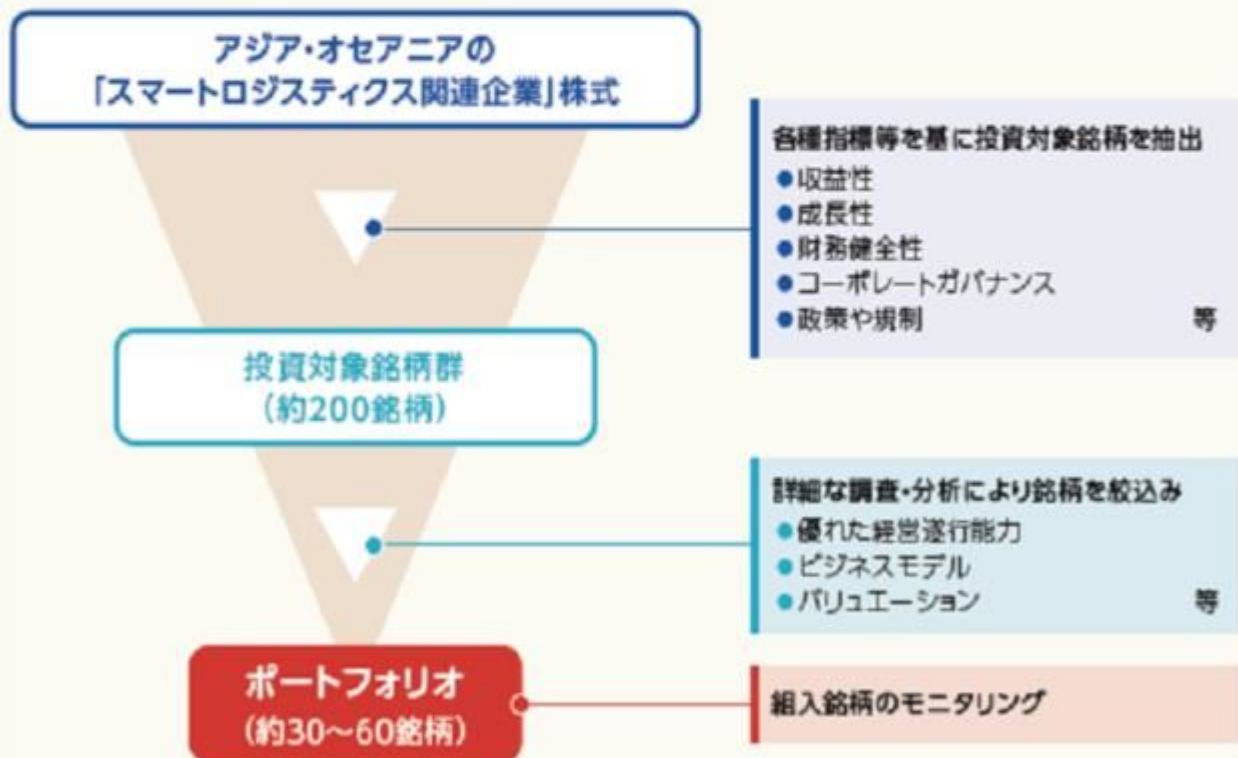 アジア・オセアニアの
「スマートロジスティクス関連企業」株式
各種指標等を基に投資対象銘柄を抽出
●収益性
●成長性
●財務健全性
●コーポレートガバナンス
●政策や規制 等
投資対象銘柄群
(約200銘柄)
詳細な調査・分析により銘柄を絞込み
●優れた経営遂行能力
●ビジネスモデル
●バリュエーション 等
ポートフォリオ
(約30～60銘柄)
組入銘柄のモニタリング